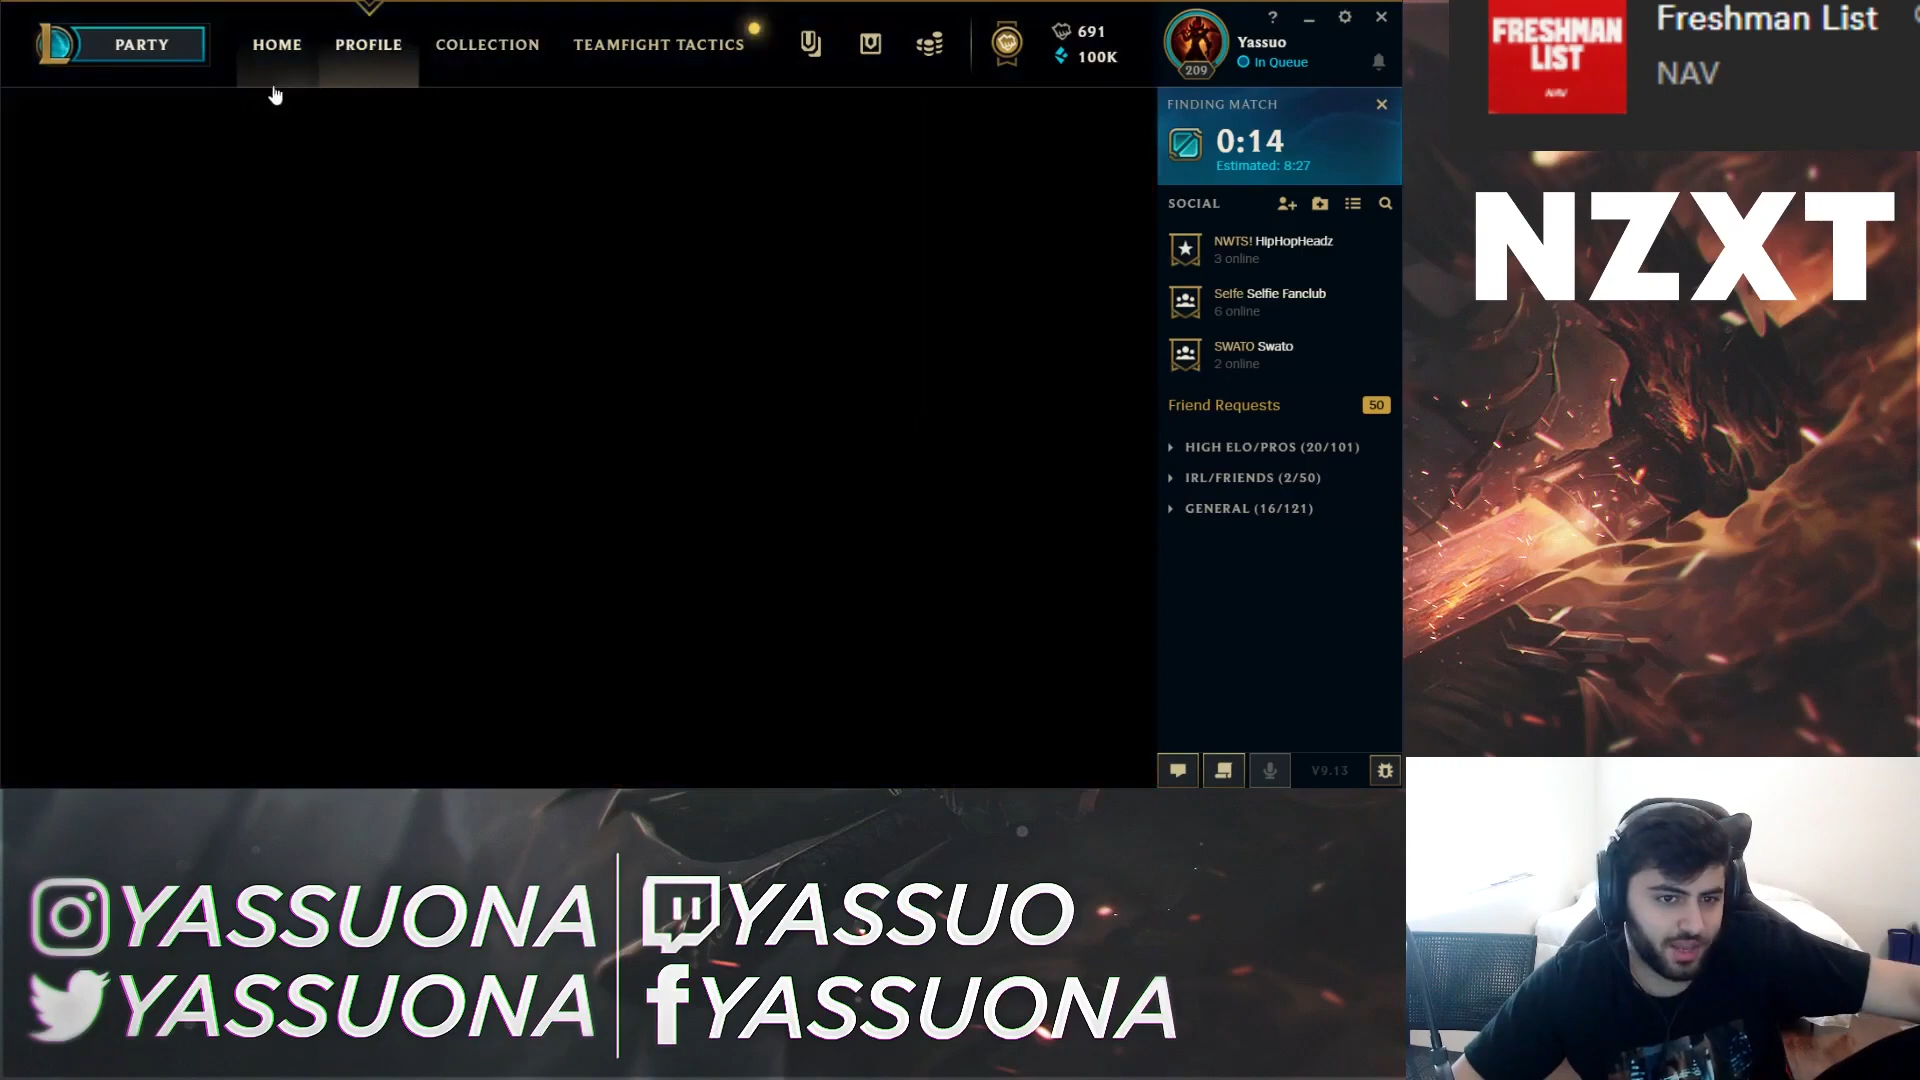 PARTY
HOME
PROFILE
COLLECTION
TEAMFIGHT TACTICS
691
100K
209
Yassuo
In Queue
?
FINDING MATCH
0:14
Estimated: 8:27
SOCIAL
NWTS! HipHopHeadz
3 online
Selfe Selfie Fanclub
6 online
SWATO Swato
2 online
Friend Requests 50
HIGH ELO/PROS (20/101)
IRL/FRIENDS (2/50)
GENERAL (16/121)
V9.13
FRESHMAN
LIST
NAV
Freshman List
NAV
NZXT
YASSUONA
YASSUO
YASSUONA
YASSUONA